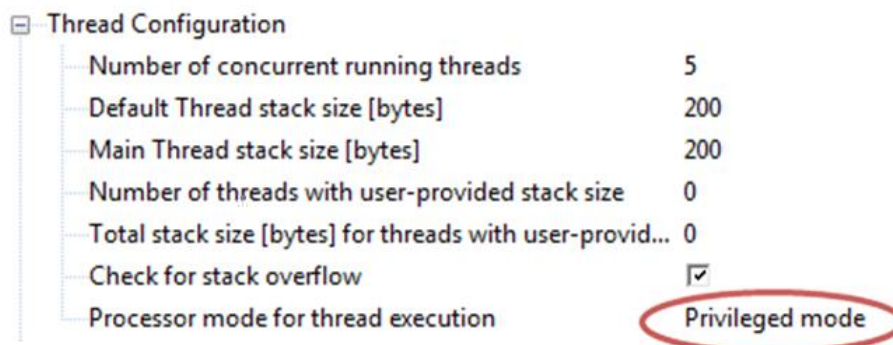 Thread Configuration
Number of concurrent running threads 5
Default Thread stack size [bytes] 200
Main Thread stack size [bytes] 200
Number of threads with user-provided stack size 0
Total stack size [bytes] for threads with user-provid... 0
Check for stack overflow
Processor mode for thread execution Privileged mode